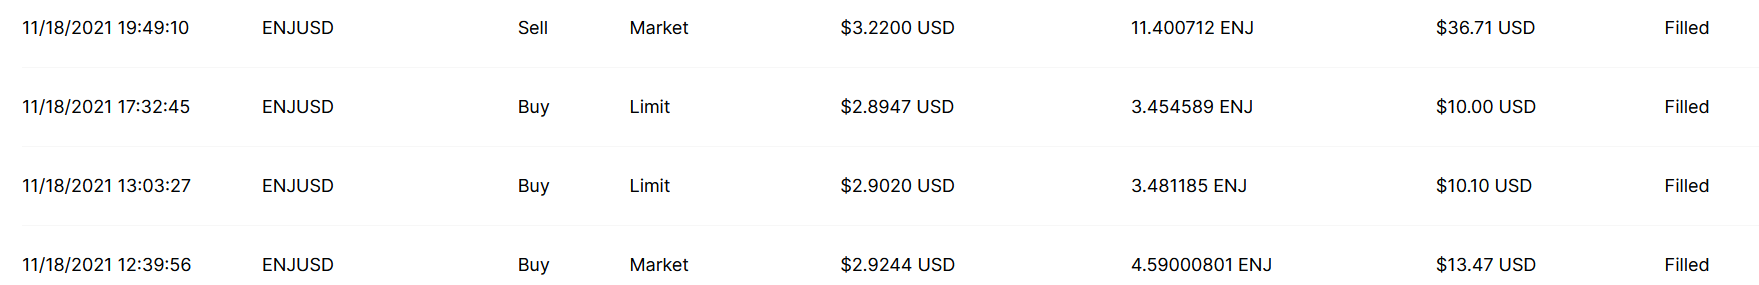 11/18/2021 19:49:10 ENJUSD Sell Market $3.2200 USD 11.400712 ENJ $36.71 USD Filled
11/18/2021 17:32:45 ENJUSD Buy Limit $2.8947 USD 3.454589 ENJ $10.00 USD Filled
11/18/2021 13:03:27 ENJUSD Buy Limit $2.9020 USD 3.481185 ENJ $10.10 USD Filled
11/18/2021 12:39:56 ENJUSD Buy Market $2.9244 USD 4.59000801 ENJ $13.47 USD Filled